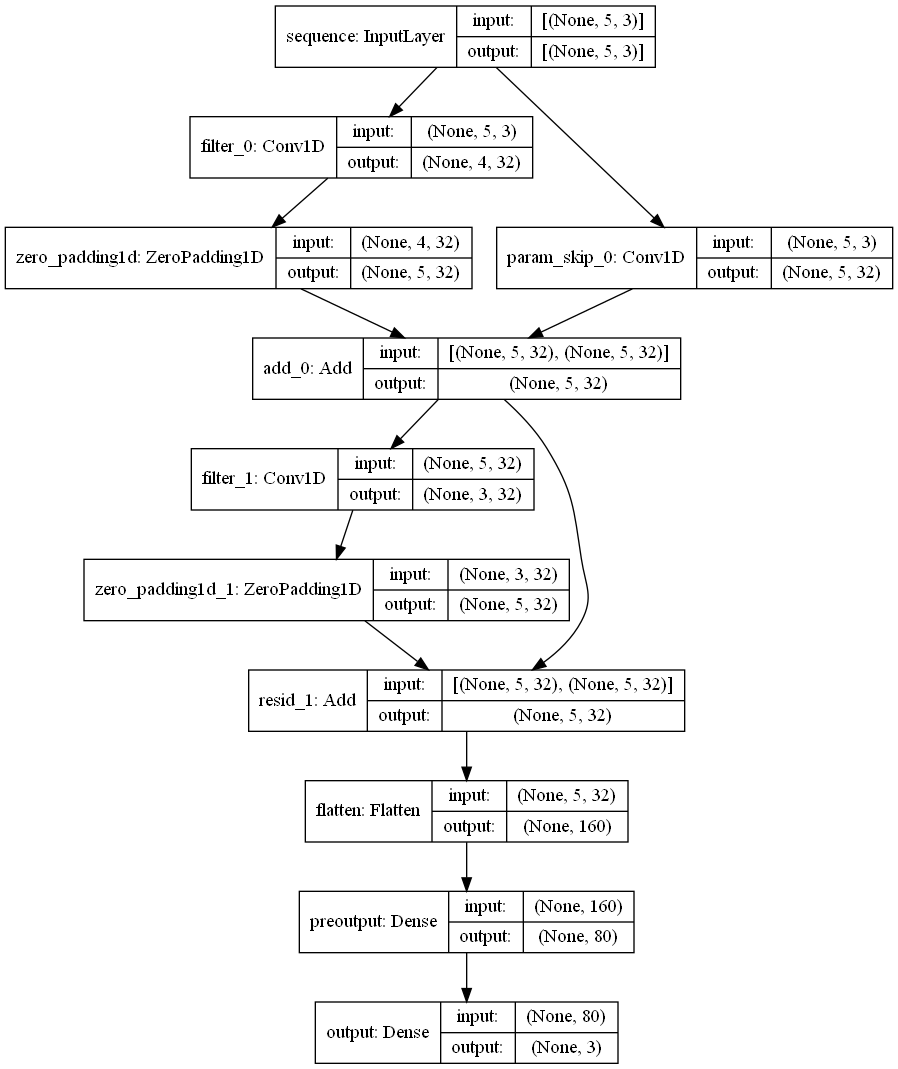 sequence: InputLayer
input: [(None, 5, 3)]
output: [(None, 5, 3)]
filter_0: Conv1D
input: (None, 5, 3)
output: (None, 4, 32)
zero_padding1d: ZeroPadding1D
input: (None, 4, 32)
output: (None, 5, 32)
param_skip_0: Conv1D
input: (None, 5, 3)
output: (None, 5, 32)
add_0: Add
input: [(None, 5, 32), (None, 5, 32)]
output: (None, 5, 32)
filter_1: Conv1D
input: (None, 5, 32)
output: (None, 3, 32)
zero_padding1d_1: ZeroPadding1D
input: (None, 3, 32)
output: (None, 5, 32)
resid_1: Add
input: [(None, 5, 32), (None, 5, 32)]
output: (None, 5, 32)
flatten: Flatten
input: (None, 5, 32)
output: (None, 160)
preoutput: Dense
input: (None, 160)
output: (None, 80)
output: Dense
input: (None, 80)
output: (None, 3)